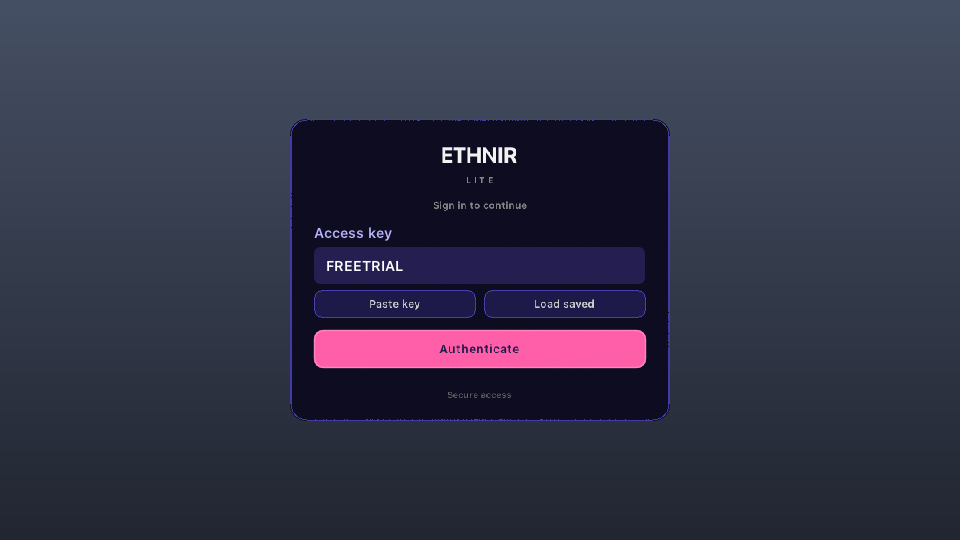 ETHNIR
LITE
Sign in to continue
Access key
FREETRIAL
Paste key
Load saved
Authenticate
Secure access